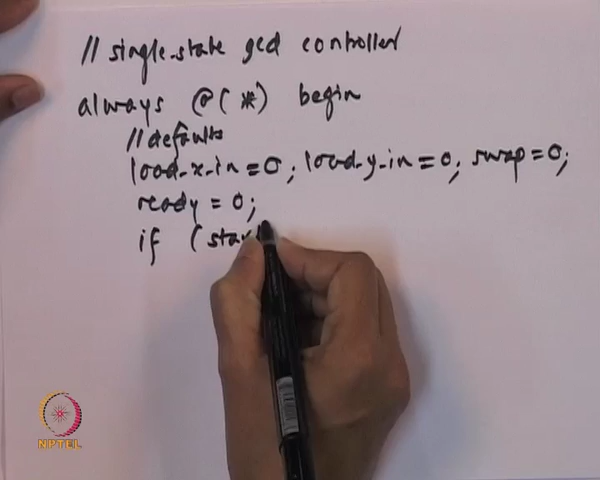 // single-state gcd controller
always @(*) begin
// defaults
load-x-in = 0; load-y-in = 0; swap = 0;
ready = 0;
if (star
NPTEL